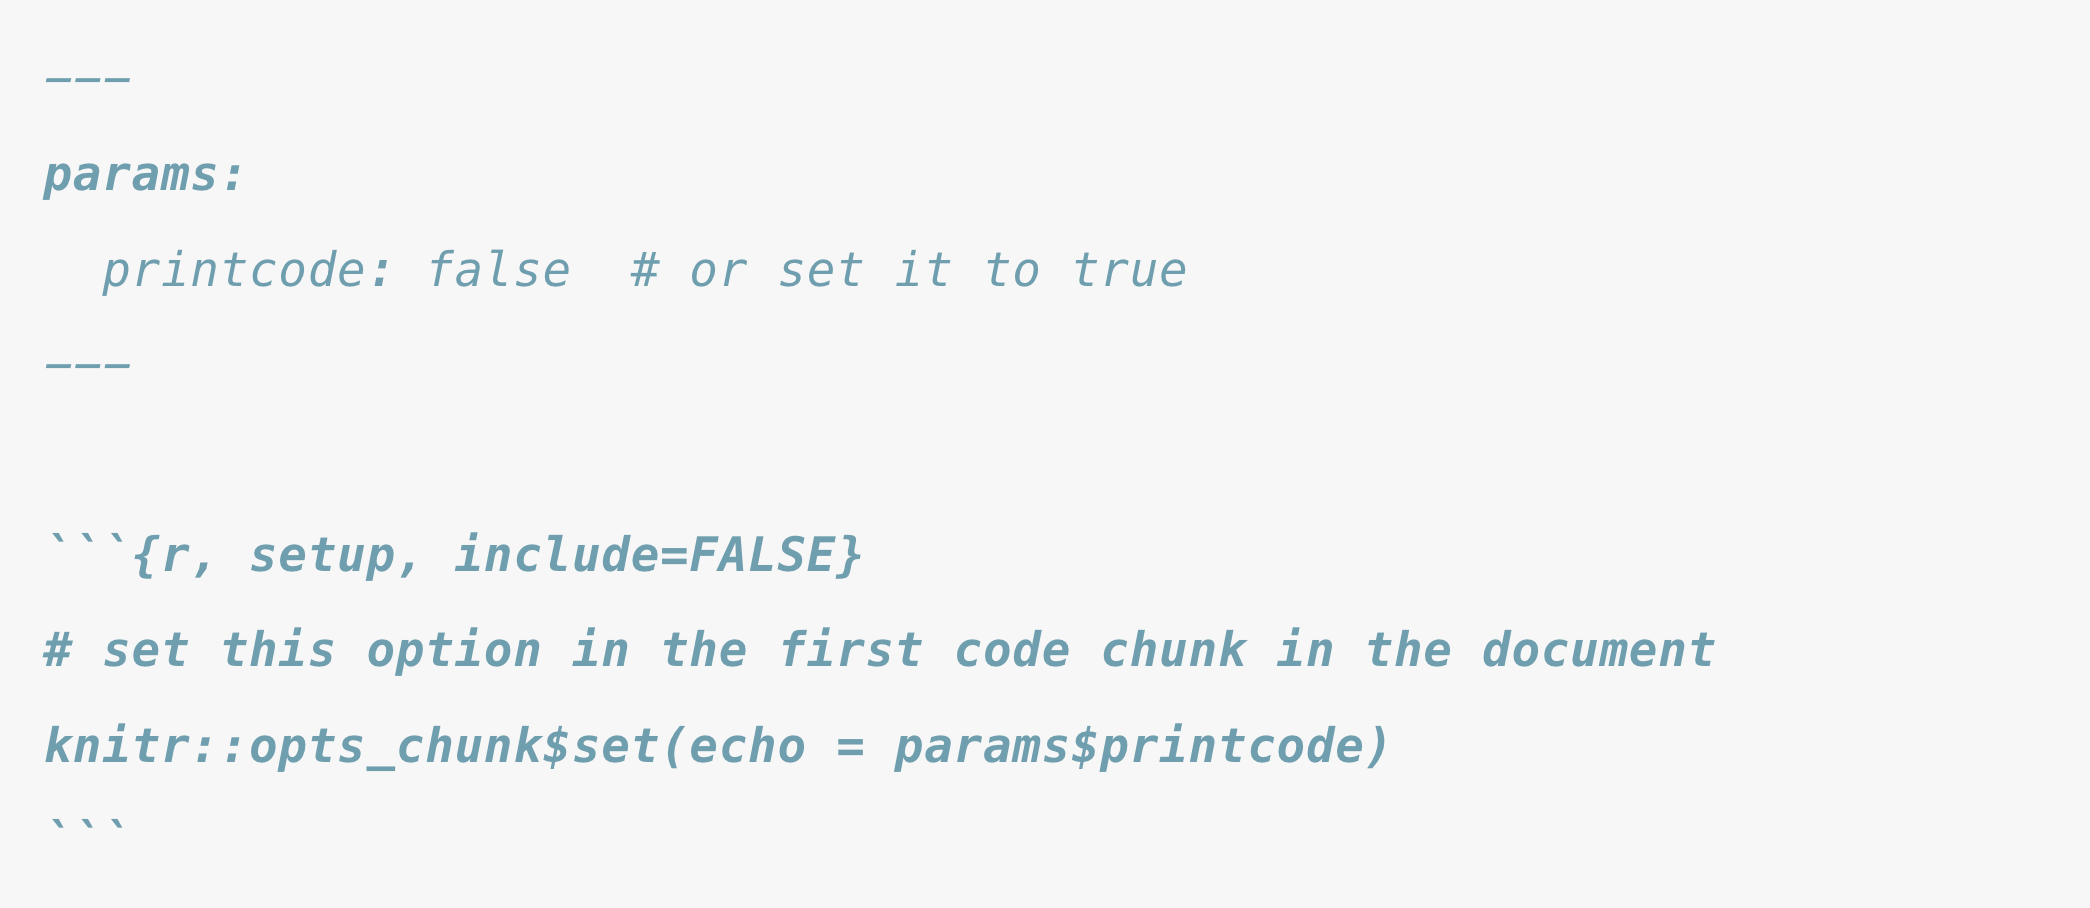 ---
params:
  printcode: false  # or set it to true
---

```{r, setup, include=FALSE}
# set this option in the first code chunk in the document
knitr::opts_chunk$set(echo = params$printcode)
```